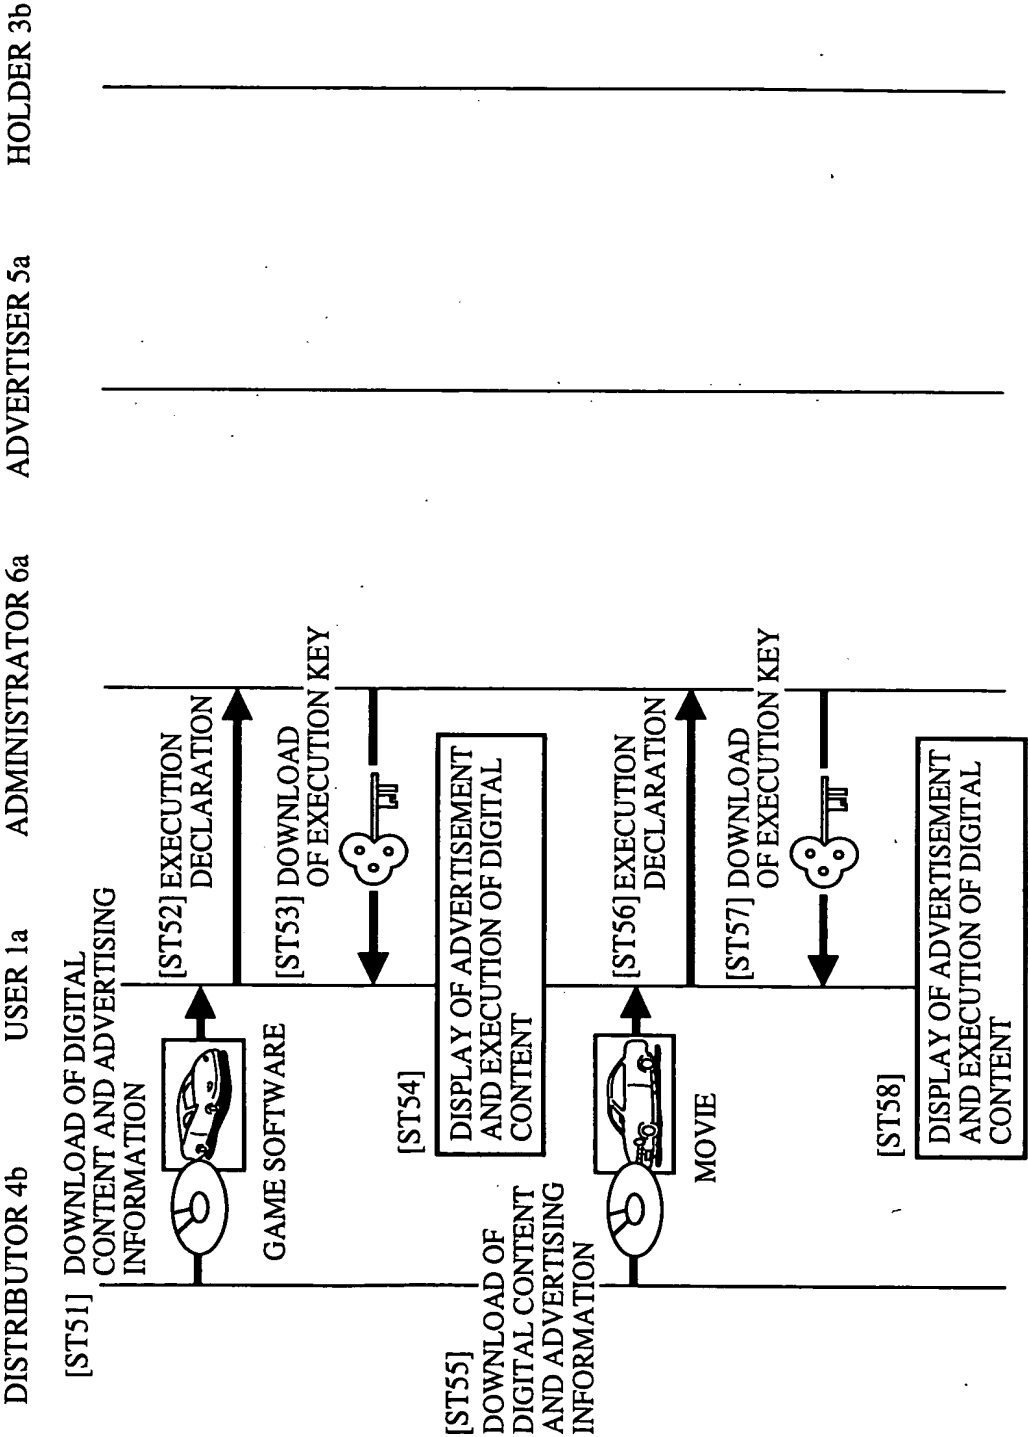 DISTRIBUTOR 4b
USER 1a
ADMINISTRATOR 6a
ADVERTISER 5a
HOLDER 3b
[ST51] DOWNLOAD OF DIGITAL
CONTENT AND ADVERTISING
INFORMATION
GAME SOFTWARE
[ST52] EXECUTION
DECLARATION
[ST53] DOWNLOAD
OF EXECUTION KEY
[ST54]
DISPLAY OF ADVERTISEMENT
AND EXECUTION OF DIGITAL
CONTENT
[ST55]
DOWNLOAD OF
DIGITAL CONTENT
AND ADVERTISING
INFORMATION
MOVIE
[ST56] EXECUTION
DECLARATION
[ST57] DOWNLOAD
OF EXECUTION KEY
[ST58]
DISPLAY OF ADVERTISEMENT
AND EXECUTION OF DIGITAL
CONTENT